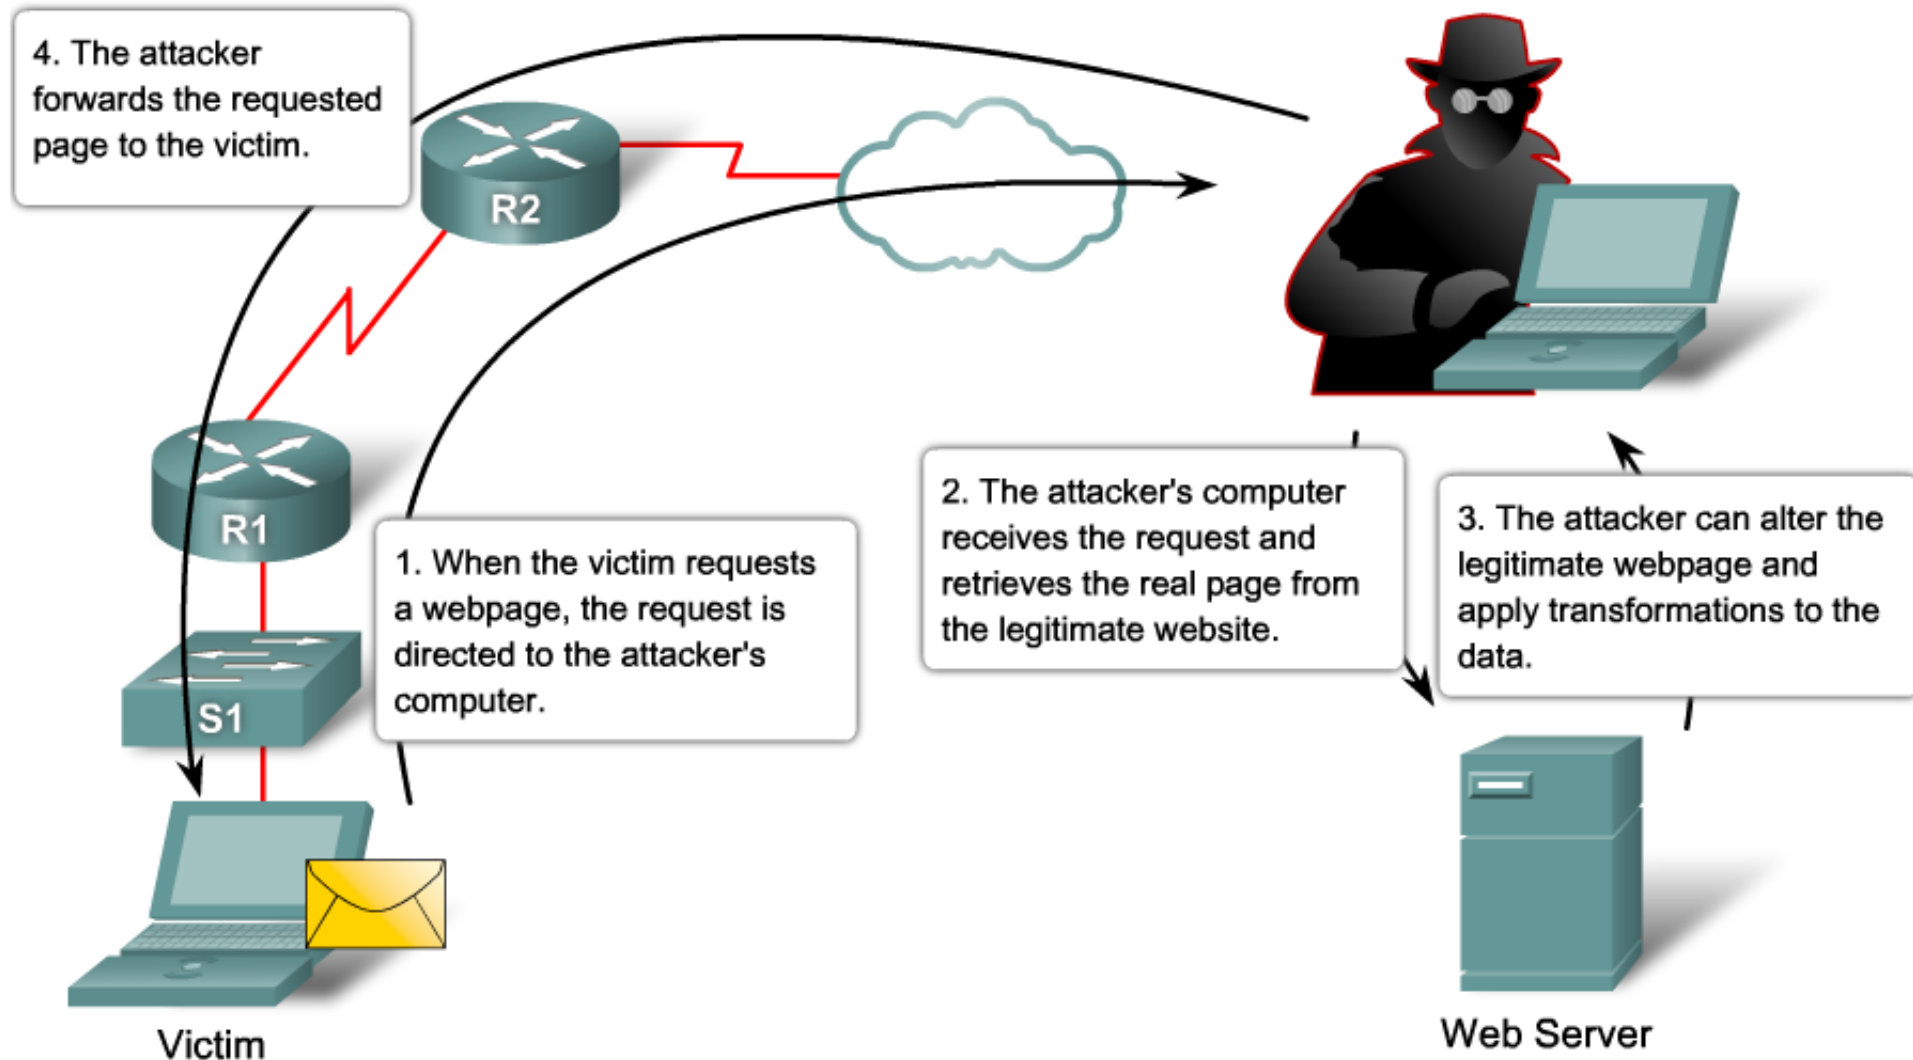 4. The attacker
forwards the requested
page to the victim.
R2
R1
1. When the victim requests
a webpage, the request is
directed to the attacker's
computer.
2. The attacker's computer
receives the request and
retrieves the real page from
the legitimate website.
3. The attacker can alter the
legitimate webpage and
apply transformations to the
data.
S1
Victim
Web Server